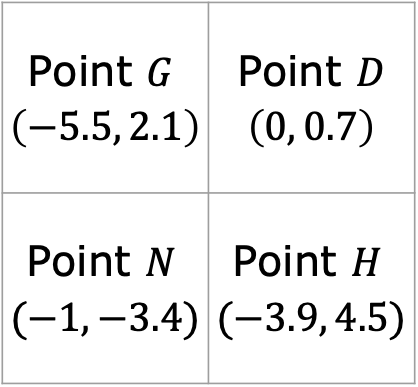 Point G
(−5.5, 2.1)
Point D
(0, 0.7)
Point N
(−1, −3.4)
Point H
(−3.9, 4.5)